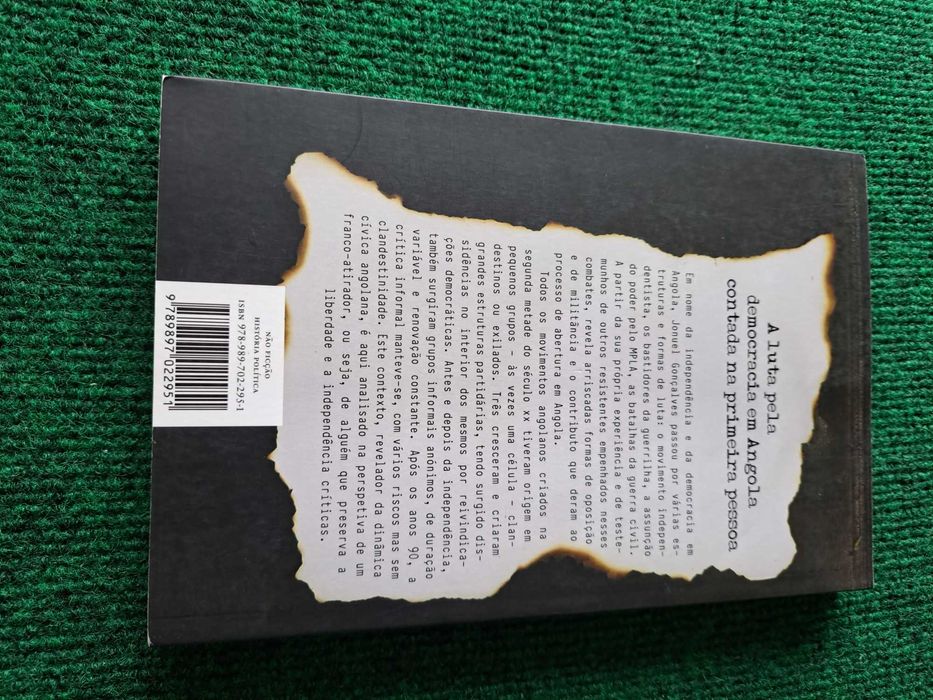 A luta pela
democracia em Angola
contada na primeira pessoa
Em nome da independência e da democracia em
Angola, Jonuel Gonçalves passou por várias es-
truturas e formas de luta: o movimento indepen-
dentista, os bastidores da guerrilha, a assunção
do poder pelo MPLA, as batalhas da guerra civil.
A partir da sua própria experiência e de teste-
munhos de outros resistentes empenhados nesses
combates, revela arriscadas formas de oposição
e de militância e o contributo que deram ao
processo de abertura em Angola.
Todos os movimentos angolanos criados na
segunda metade do século XX tiveram origem em
pequenos grupos – às vezes uma célula – clan-
destinos ou exilados. Três cresceram e criaram
grandes estruturas partidárias, tendo surgido dis-
sidências no interior dos mesmos por reivindica-
ções democráticas. Antes e depois da independência,
também surgiram grupos informais anónimos, de duração
variável e renovação constante. Após os anos 90, a
crítica informal manteve-se, com vários riscos mas sem
clandestinidade. Este contexto, revelador da dinâmica
cívica angolana, é aqui analisado na perspetiva de um
franco-atirador, ou seja, de alguém que preserva a
liberdade e a independência críticas.
NÃO FICÇÃO
HISTÓRIA POLÍTICA
ISBN 978-989-702-295-1
9 789897 022951